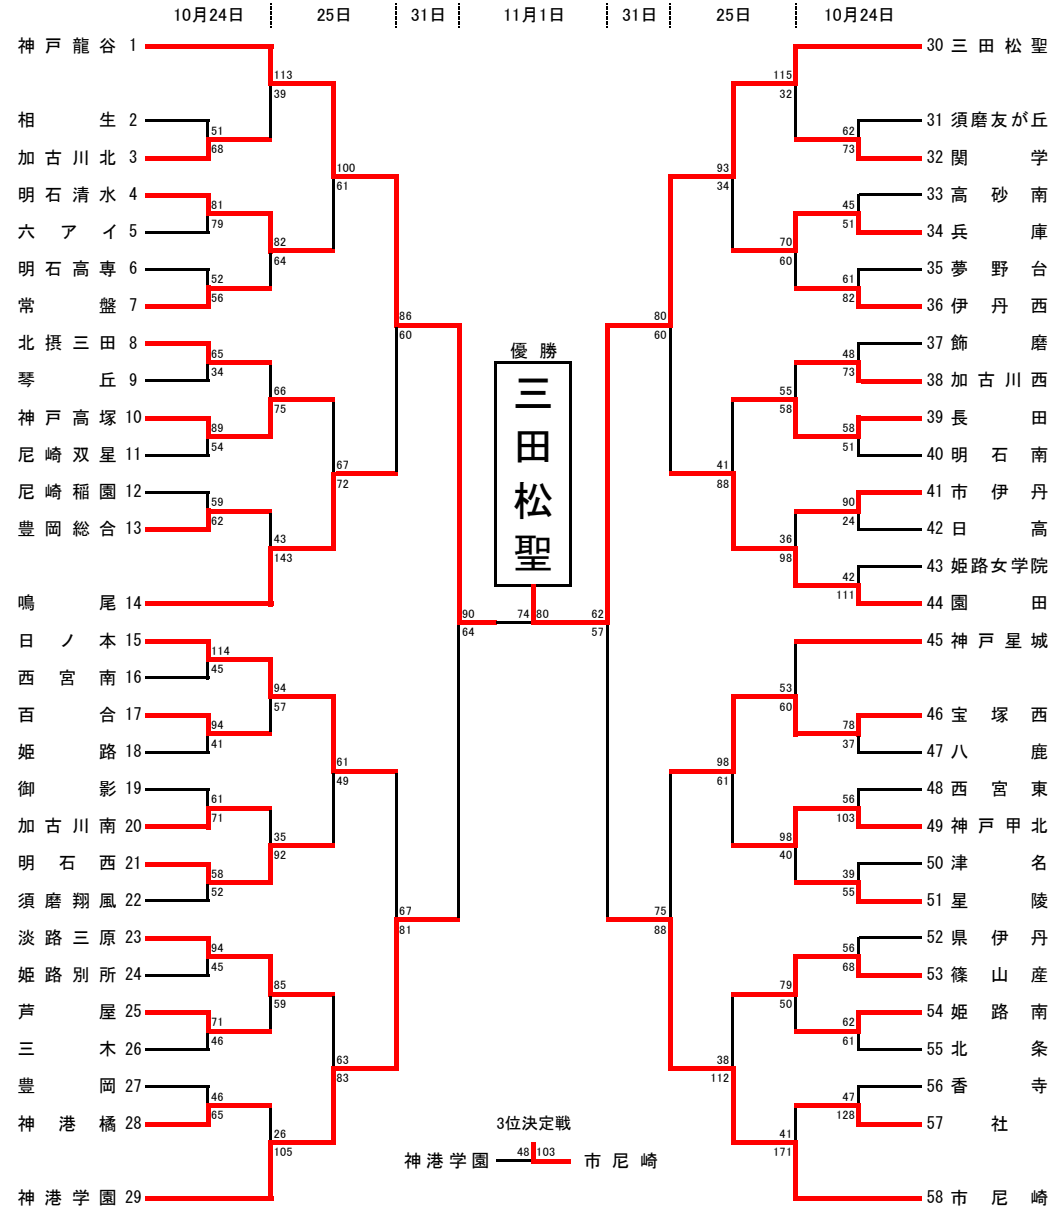 10月24日 25日 31日 11月1日 31日 25日 10月24日
神戸龍谷 1
相生 2
加古川北 3
明石清水 4
六アイ 5
明石高専 6
常盤 7
北摂三田 8
琴丘 9
神戸高塚 10
尼崎双星 11
尼崎稲園 12
豊岡総合 13
鳴尾 14
日ノ本 15
西宮南 16
百合 17
姫路 18
御影 19
加古川南 20
明石西 21
須磨翔風 22
淡路三原 23
姫路別所 24
芦屋 25
三木 26
豊岡 27
神港橘 28
神港学園 29
51
68
81
79
52
56
65
34
89
54
59
62
114
45
94
41
61
71
58
52
94
45
71
46
46
65
113
39
82
64
66
75
43
143
94
57
35
92
85
59
26
105
100
61
67
72
61
49
63
83
86
60
67
81
90
64
優勝
三田松聖
74 80
62
57
80
60
75
88
93
34
41
88
98
61
38
112
115
32
70
60
55
58
36
98
53
60
98
40
79
50
41
171
62
73
45
51
61
82
48
73
58
51
90
24
42
111
78
37
56
103
39
55
56
68
62
61
47
128
30 三田松聖
31 須磨友が丘
32 関学
33 高砂南
34 兵庫
35 夢野台
36 伊丹西
37 飾磨
38 加古川西
39 長田
40 明石南
41 市伊丹
42 日高
43 姫路女学院
44 園田
45 神戸星城
46 宝塚西
47 八鹿
48 西宮東
49 神戸甲北
50 津名
51 星陵
52 県伊丹
53 篠山産
54 姫路南
55 北条
56 香寺
57 社
58 市尼崎
3位決定戦
神港学園 48 103 市尼崎